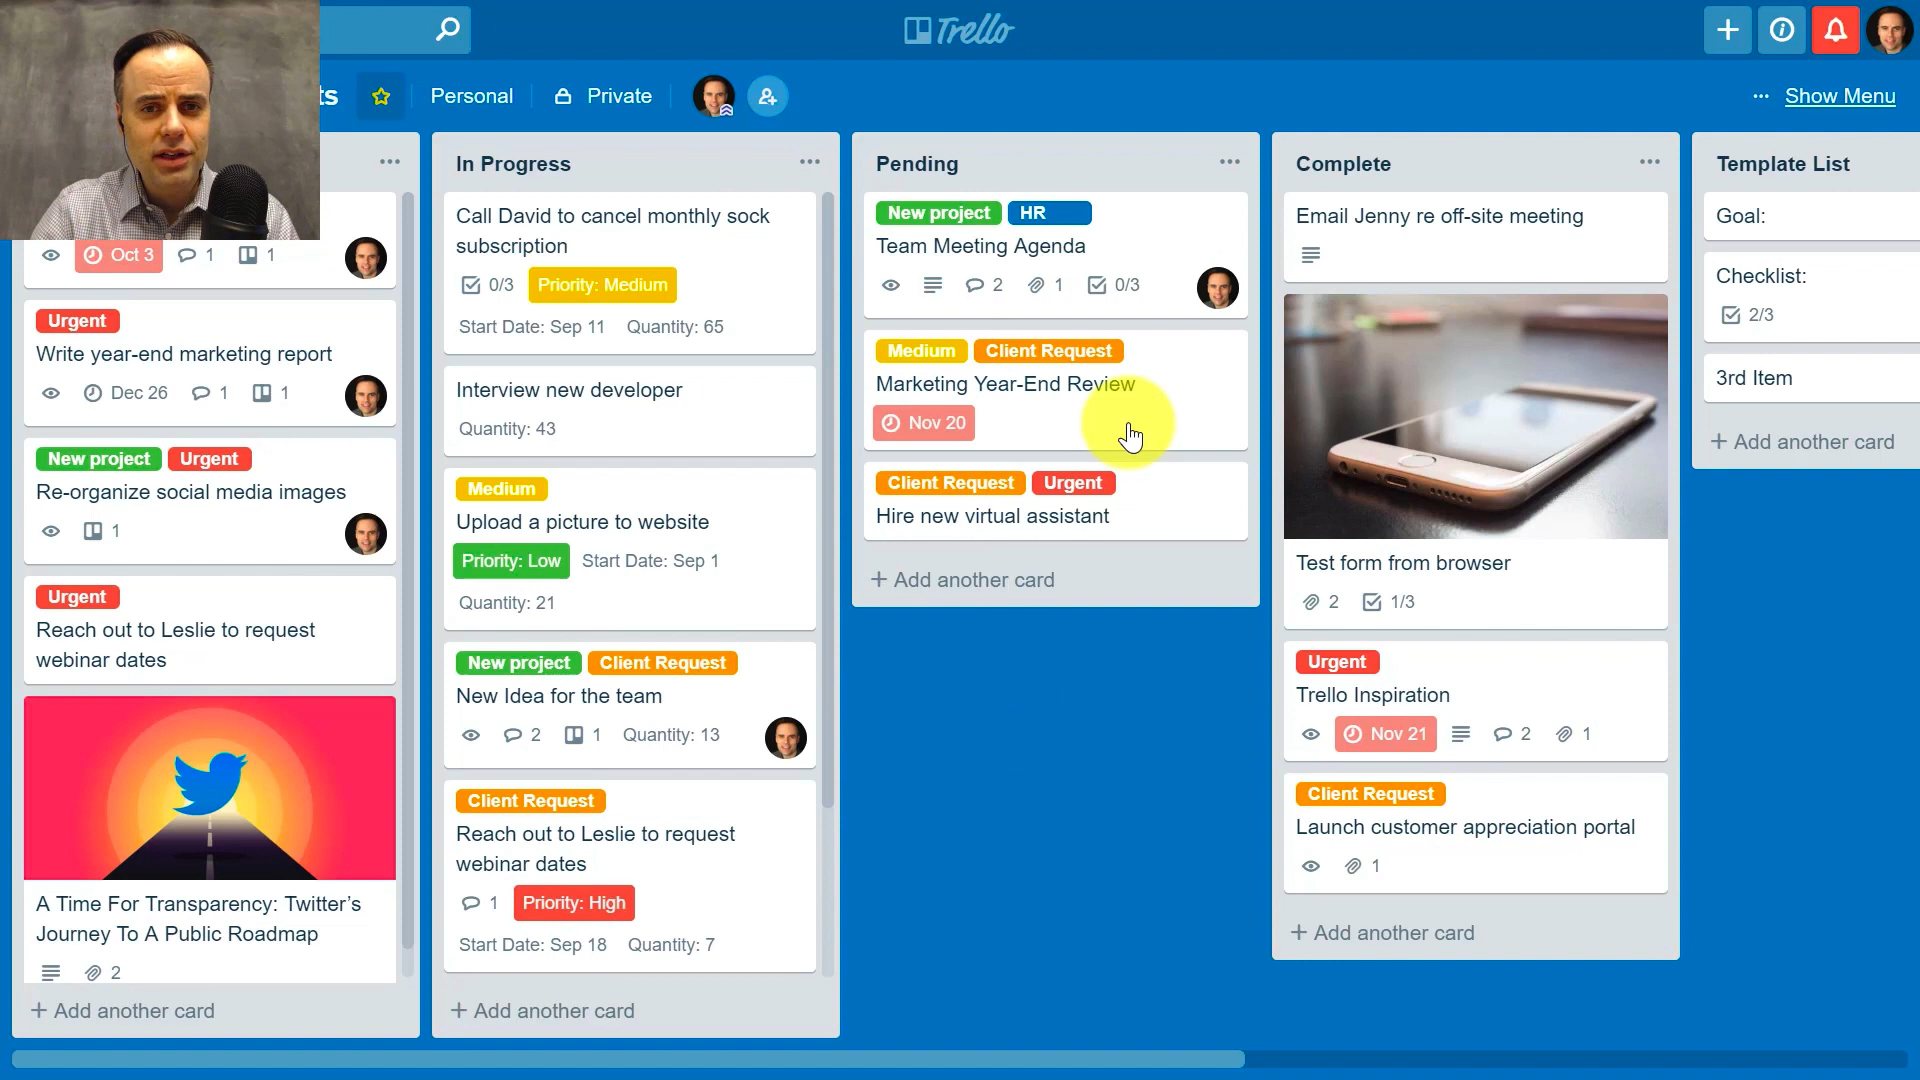 Trello
ts
Personal
Private
Show Menu
Oct 3
1
1
Urgent
Write year-end marketing report
Dec 26
1
1
New project Urgent
Re-organize social media images
1
Urgent
Reach out to Leslie to request
webinar dates
A Time For Transparency: Twitter's
Journey To A Public Roadmap
2
+ Add another card
In Progress
Call David to cancel monthly sock
subscription
0/3 Priority: Medium
Start Date: Sep 11 Quantity: 65
Interview new developer
Quantity: 43
Medium
Upload a picture to website
Priority: Low Start Date: Sep 1
Quantity: 21
New project Client Request
New Idea for the team
2 1 Quantity: 13
Client Request
Reach out to Leslie to request
webinar dates
1 Priority: High
Start Date: Sep 18 Quantity: 7
+ Add another card
Pending
New project HR
Team Meeting Agenda
2 1 0/3
Medium Client Request
Marketing Year-End Review
Nov 20
Client Request Urgent
Hire new virtual assistant
+ Add another card
Complete
Email Jenny re off-site meeting
Test form from browser
2 1/3
Urgent
Trello Inspiration
Nov 21 2 1
Client Request
Launch customer appreciation portal
1
+ Add another card
Template List
Goal:
Checklist:
2/3
3rd Item
+ Add another card